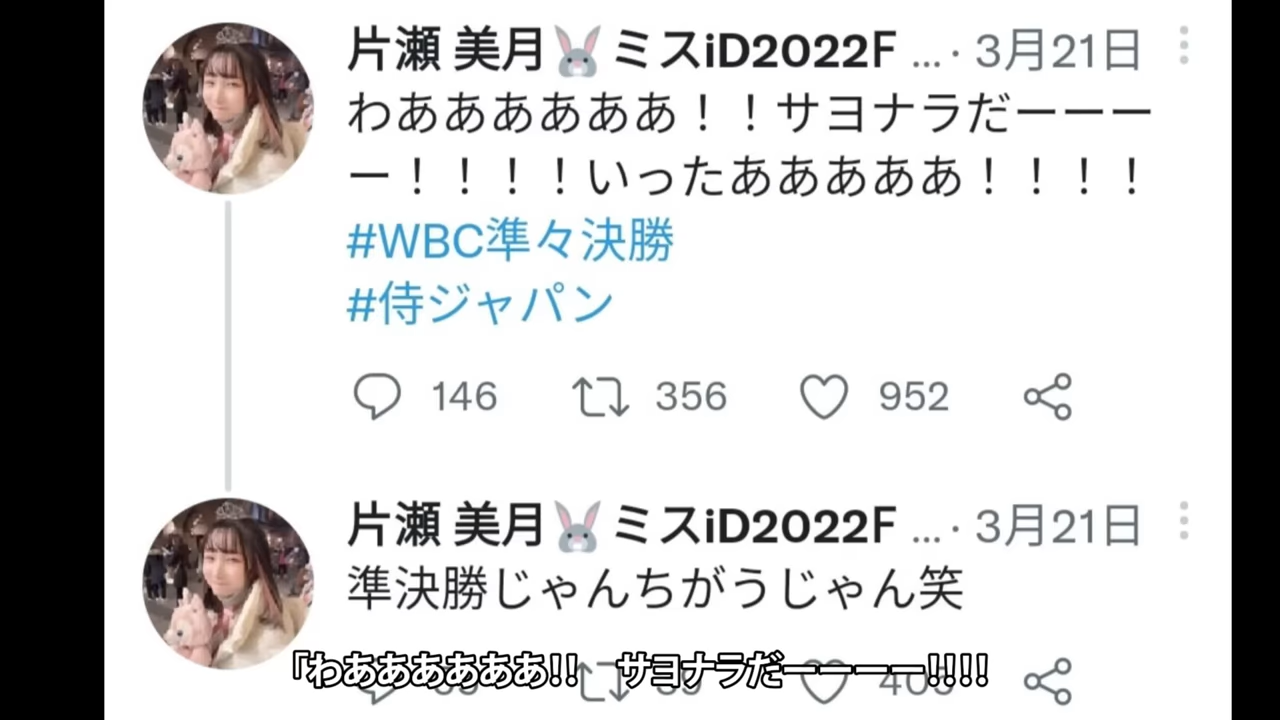 片瀬 美月🐰ミスiD2022F ...· 3月21日
わああああああ！！サヨナラだーーー
ー！！！！いったあああああ！！！！
#WBC準々決勝
#侍ジャパン
146 356 952
片瀬 美月🐰ミスiD2022F ...· 3月21日
準決勝じゃんちがうじゃん笑
「わああああああ!!　サヨナラだーーーー!!!!